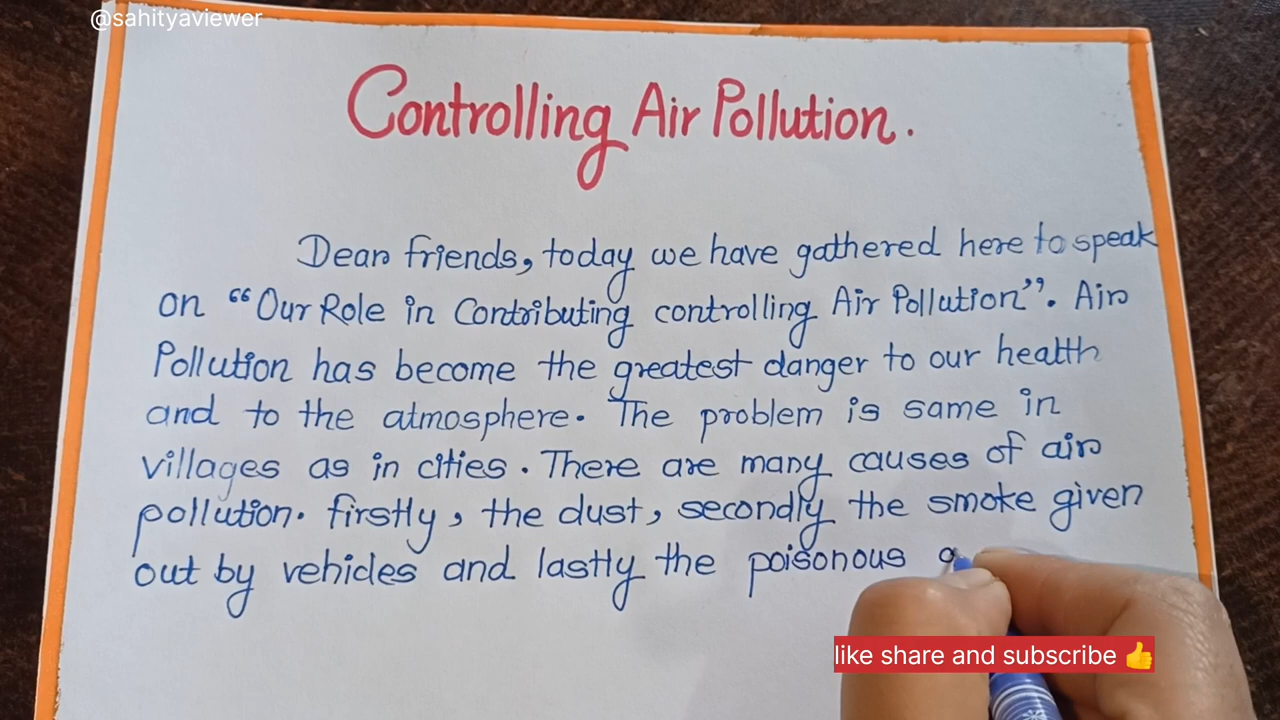 @sahityaviewer
Controlling Air Pollution.
Dear friends, today we have gathered here to speak
on “Our Role in Contributing controlling Air Pollution”. Air
Pollution has become the greatest danger to our health
and to the atmosphere. The problem is same in
villages as in cities. There are many causes of air
pollution. firstly, the dust, secondly the smoke given
out by vehicles and lastly the poisonous
like share and subscribe 👍